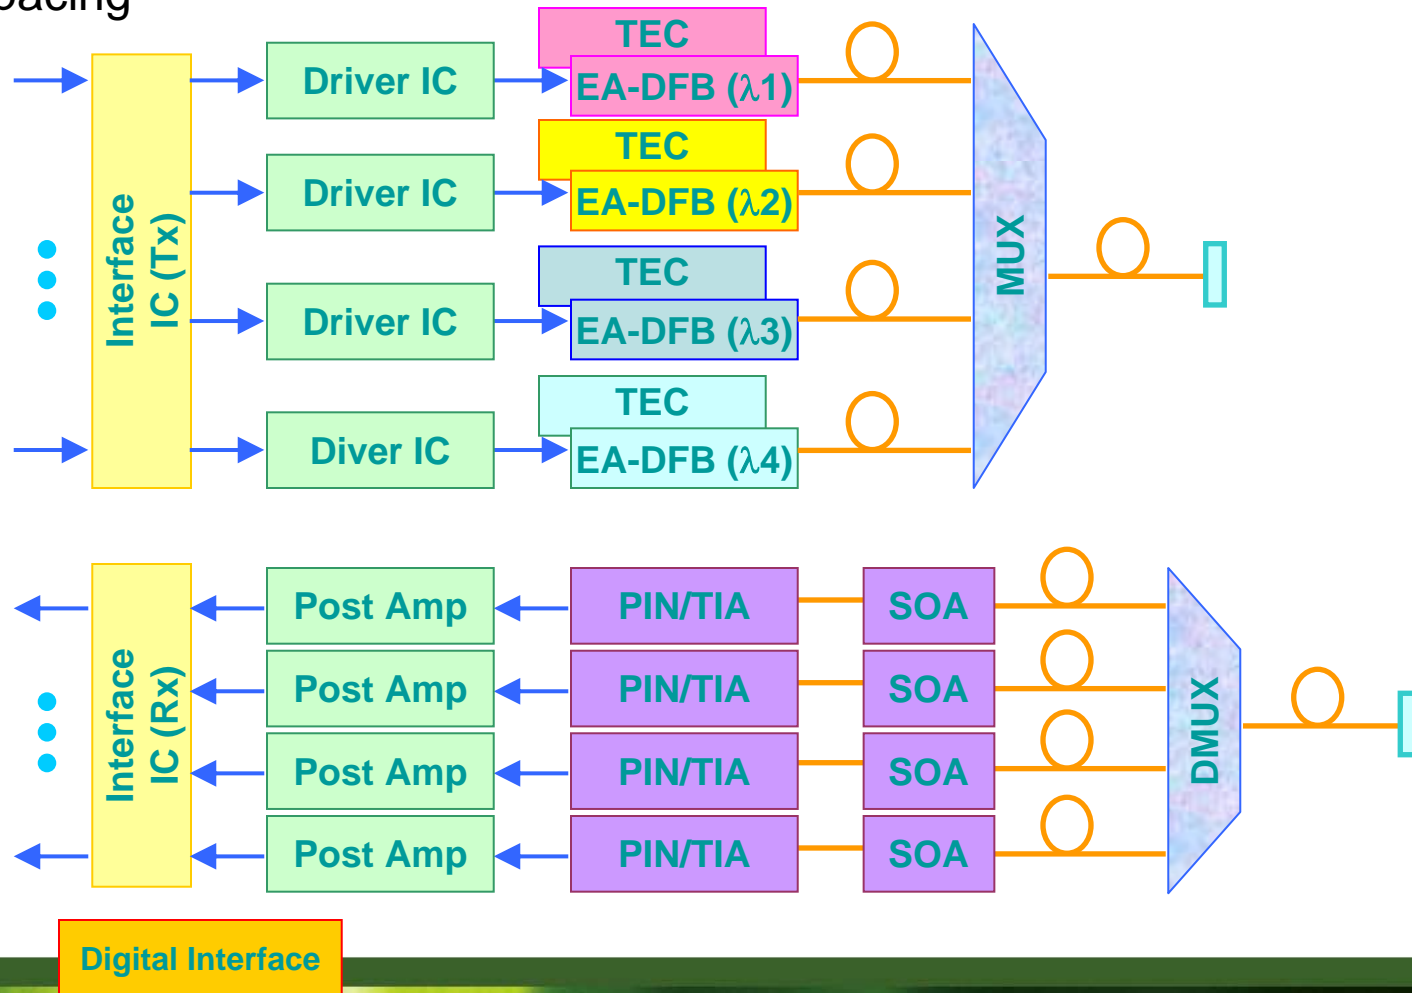 TEC
Driver IC
EA-DFB (λ1)
TEC
Driver IC
EA-DFB (λ2)
Interface
IC (Tx)
MUX
TEC
Driver IC
EA-DFB (λ3)
TEC
Diver IC
EA-DFB (λ4)
Post Amp
PIN/TIA
SOA
Post Amp
PIN/TIA
SOA
Interface
IC (Rx)
DMUX
Post Amp
PIN/TIA
SOA
Post Amp
PIN/TIA
SOA
Digital Interface